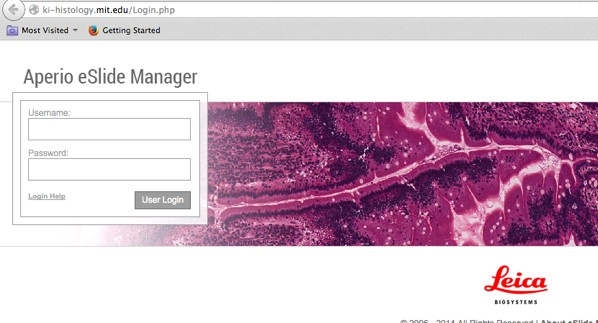 ki-histology.mit.edu/Login.php
Most Visited Getting Started
Aperio eSlide Manager
Username:
Password:
Login Help User Login
Leica
BIOSYSTEMS
© 2006 - 2014 All Rights Reserved | About eSlide